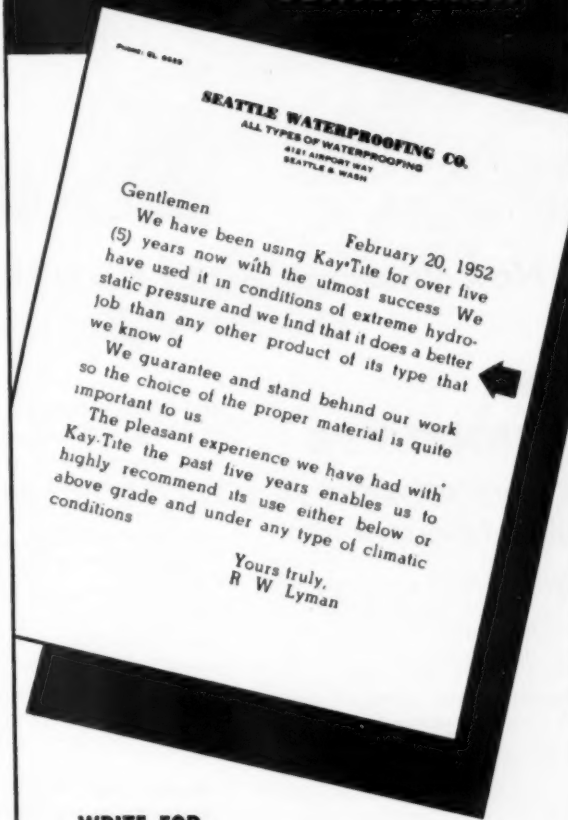 PHONE: GL 0689
SEATTLE WATERPROOFING CO.
ALL TYPES OF WATERPROOFING
4121 AIRPORT WAY
SEATTLE 8 WASH
February 20, 1952
Gentlemen
We have been using Kay•Tite for over five
(5) years now with the utmost success We
have used it in conditions of extreme hydro-
static pressure and we find that it does a better
job than any other product of its type that
we know of
We guarantee and stand behind our work
so the choice of the proper material is quite
important to us
The pleasant experience we have had with
Kay-Tite the past five years enables us to
highly recommend its use either below or
above grade and under any type of climatic
conditions
Yours truly,
R W Lyman
WRITE FOR